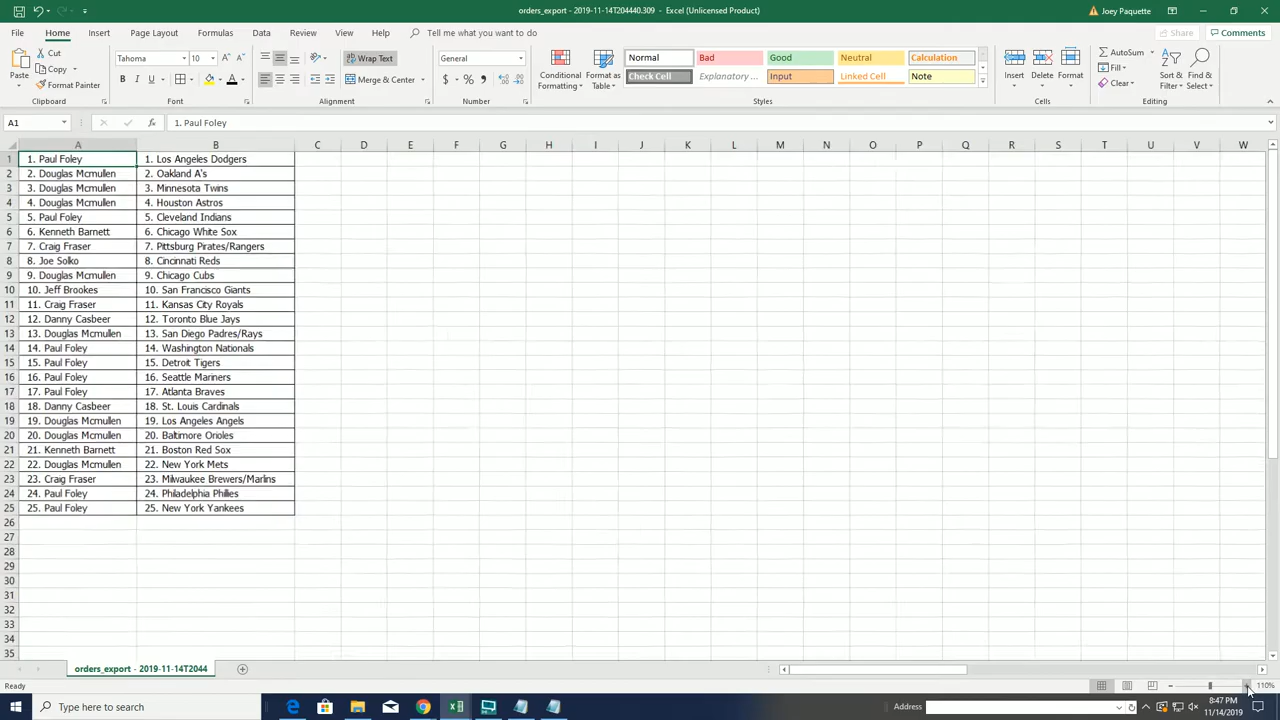 orders_export - 2019-11-14T204440.309 - Excel (Unlicensed Product)
Joey Paquette
File Home Insert Page Layout Formulas Data Review View Help Tell me what you want to do
Share Comments
Paste
Cut
Copy
Format Painter
Clipboard
Tahoma 10
B I U
Font
Wrap Text
Merge & Center
Alignment
General
$ % ,
Number
Conditional Formatting
Format as Table
Normal Bad Good Neutral Calculation
Check Cell Explanatory ... Input Linked Cell Note
Styles
Insert Delete Format
Cells
AutoSum
Fill
Clear
Sort & Filter
Find & Select
Editing
A1 fx 1. Paul Foley
A B C D E F G H I J K L M N O P Q R S T U V W
1 1. Paul Foley 1. Los Angeles Dodgers
2 2. Douglas Mcmullen 2. Oakland A's
3 3. Douglas Mcmullen 3. Minnesota Twins
4 4. Douglas Mcmullen 4. Houston Astros
5 5. Paul Foley 5. Cleveland Indians
6 6. Kenneth Barnett 6. Chicago White Sox
7 7. Craig Fraser 7. Pittsburg Pirates/Rangers
8 8. Joe Solko 8. Cincinnati Reds
9 9. Douglas Mcmullen 9. Chicago Cubs
10 10. Jeff Brookes 10. San Francisco Giants
11 11. Craig Fraser 11. Kansas City Royals
12 12. Danny Casbeer 12. Toronto Blue Jays
13 13. Douglas Mcmullen 13. San Diego Padres/Rays
14 14. Paul Foley 14. Washington Nationals
15 15. Paul Foley 15. Detroit Tigers
16 16. Paul Foley 16. Seattle Mariners
17 17. Paul Foley 17. Atlanta Braves
18 18. Danny Casbeer 18. St. Louis Cardinals
19 19. Douglas Mcmullen 19. Los Angeles Angels
20 20. Douglas Mcmullen 20. Baltimore Orioles
21 21. Kenneth Barnett 21. Boston Red Sox
22 22. Douglas Mcmullen 22. New York Mets
23 23. Craig Fraser 23. Milwaukee Brewers/Marlins
24 24. Paul Foley 24. Philadelphia Phillies
25 25. Paul Foley 25. New York Yankees
26
27
28
29
30
31
32
33
34
35
orders_export - 2019-11-14T2044
Ready 110%
Type here to search
Address
8:47 PM
11/14/2019